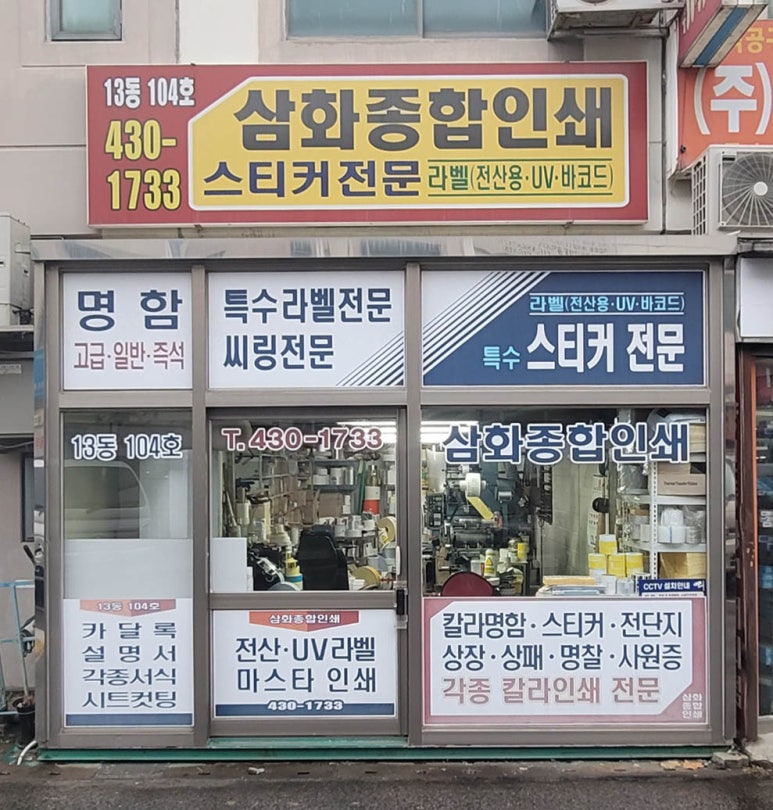 13동 104호
430-
1733
삼화종합인쇄
스티커전문 라벨(전산용·UV·바코드)
(주)
명 함
고급·일반·즉석
특수라벨전문
씨링전문
라벨(전산용·UV·바코드)
특수 스티커 전문
13동 104호
T. 430-1733
삼화종합인쇄
CCTV 설치안내
13동 104호
카 달 록
설 명 서
각종서식
시트컷팅
삼화종합인쇄
전산·UV라벨
마스타 인쇄
430-1733
칼라명함·스티커·전단지
상장·상패·명찰·사원증
각종 칼라인쇄 전문
삼화
종합
인쇄